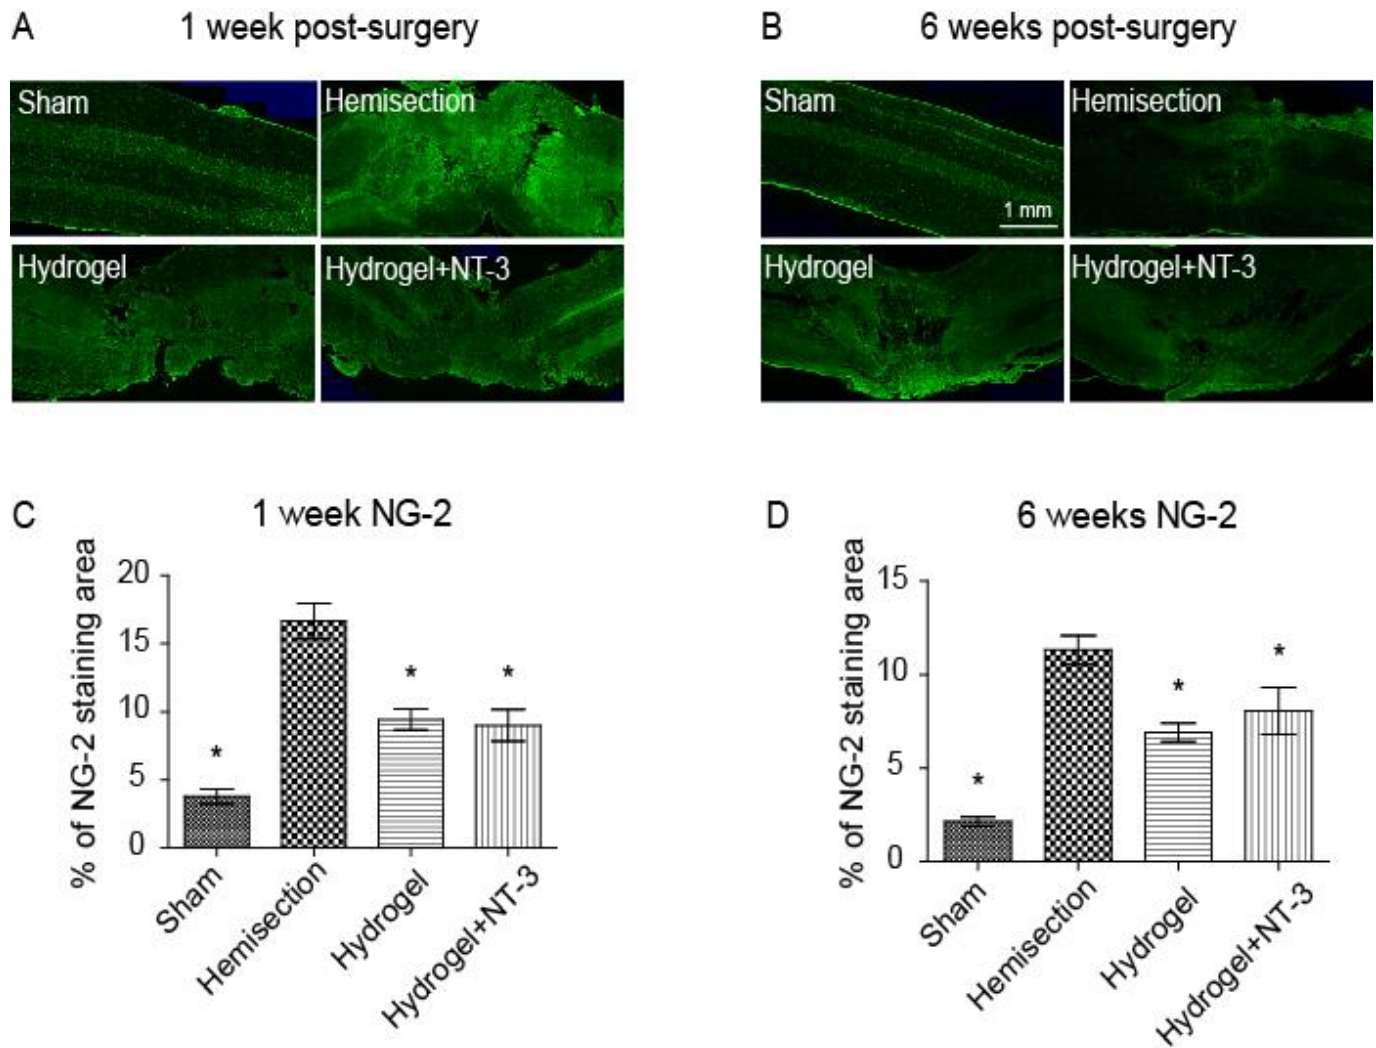 A 1 week post-surgery
B 6 weeks post-surgery
Sham
Hemisection
Hydrogel
Hydrogel+NT-3
Sham
Hemisection
1 mm
Hydrogel
Hydrogel+NT-3
C 1 week NG-2
% of NG-2 staining area
20
15
10
5
0
*
*
*
Sham
Hemisection
Hydrogel
Hydrogel+NT-3
D 6 weeks NG-2
% of NG-2 staining area
15
10
5
0
*
*
*
Sham
Hemisection
Hydrogel
Hydrogel+NT-3